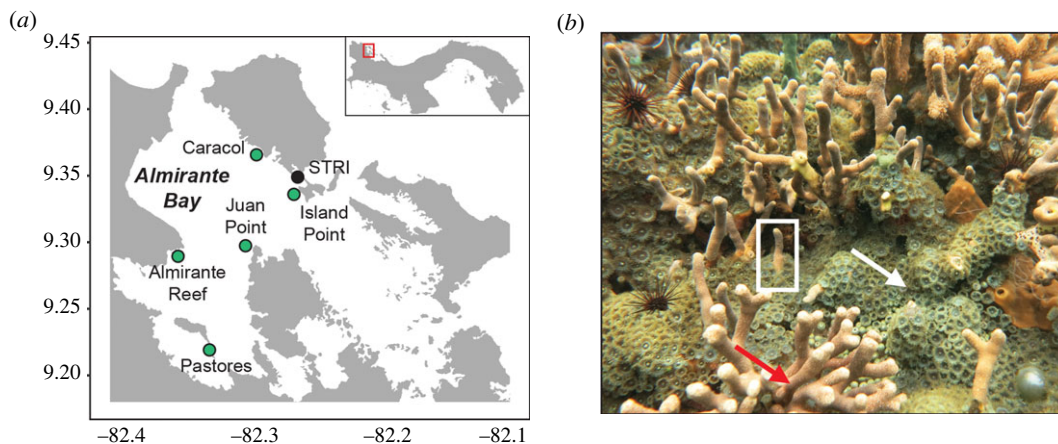 (a)
(b)
9.45
9.40
9.35
9.30
9.25
9.20
Caracol
STRI
Almirante
Bay
Juan
Point
Island
Point
Almirante
Reef
Pastores
–82.4
–82.3
–82.2
–82.1